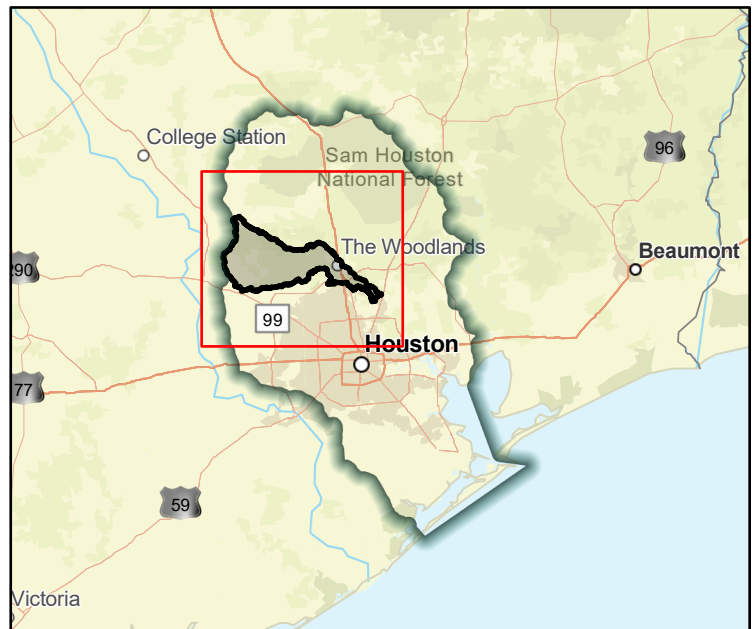 College Station
Sam Houston
National Forest
96
The Woodlands
Beaumont
290
99
Houston
77
59
Victoria